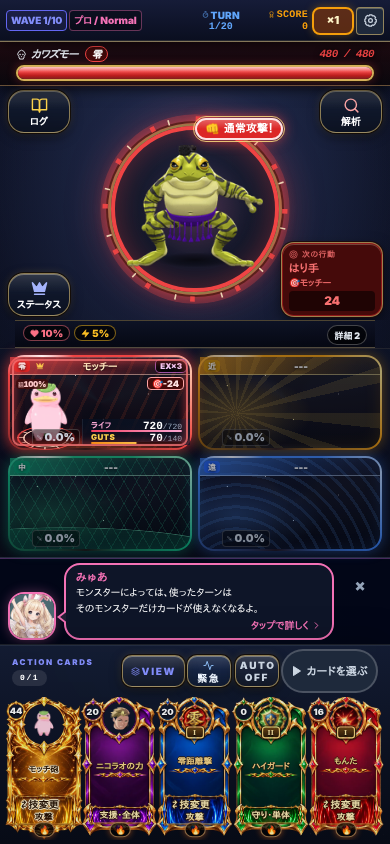 WAVE 1/10
プロ / Normal
TURN
1/20
SCORE
0
×1
カワズモー
零
480 / 480
ログ
通常攻撃!
解析
ステータス
次の行動
はり手
モッチー
24
10%
5%
詳細 2
零
モッチー
EX×3
100%
-24
0.0%
ライフ 720/720
GUTS 70/140
近
---
0.0%
中
---
0.0%
遠
---
0.0%
みゅあ
モンスターによっては、使ったターンは
そのモンスターだけカードが使えなくなるよ。
タップで詳しく
ACTION CARDS
0/1
VIEW
緊急
AUTO
OFF
カードを選ぶ
44
モッチ砲
技変更
攻撃
20
ニコラオの力
支援・全体
20
零
I
零距離撃
技変更
攻撃
0
II
ハイガード
守り・単体
16
I
もんた
技変更
攻撃